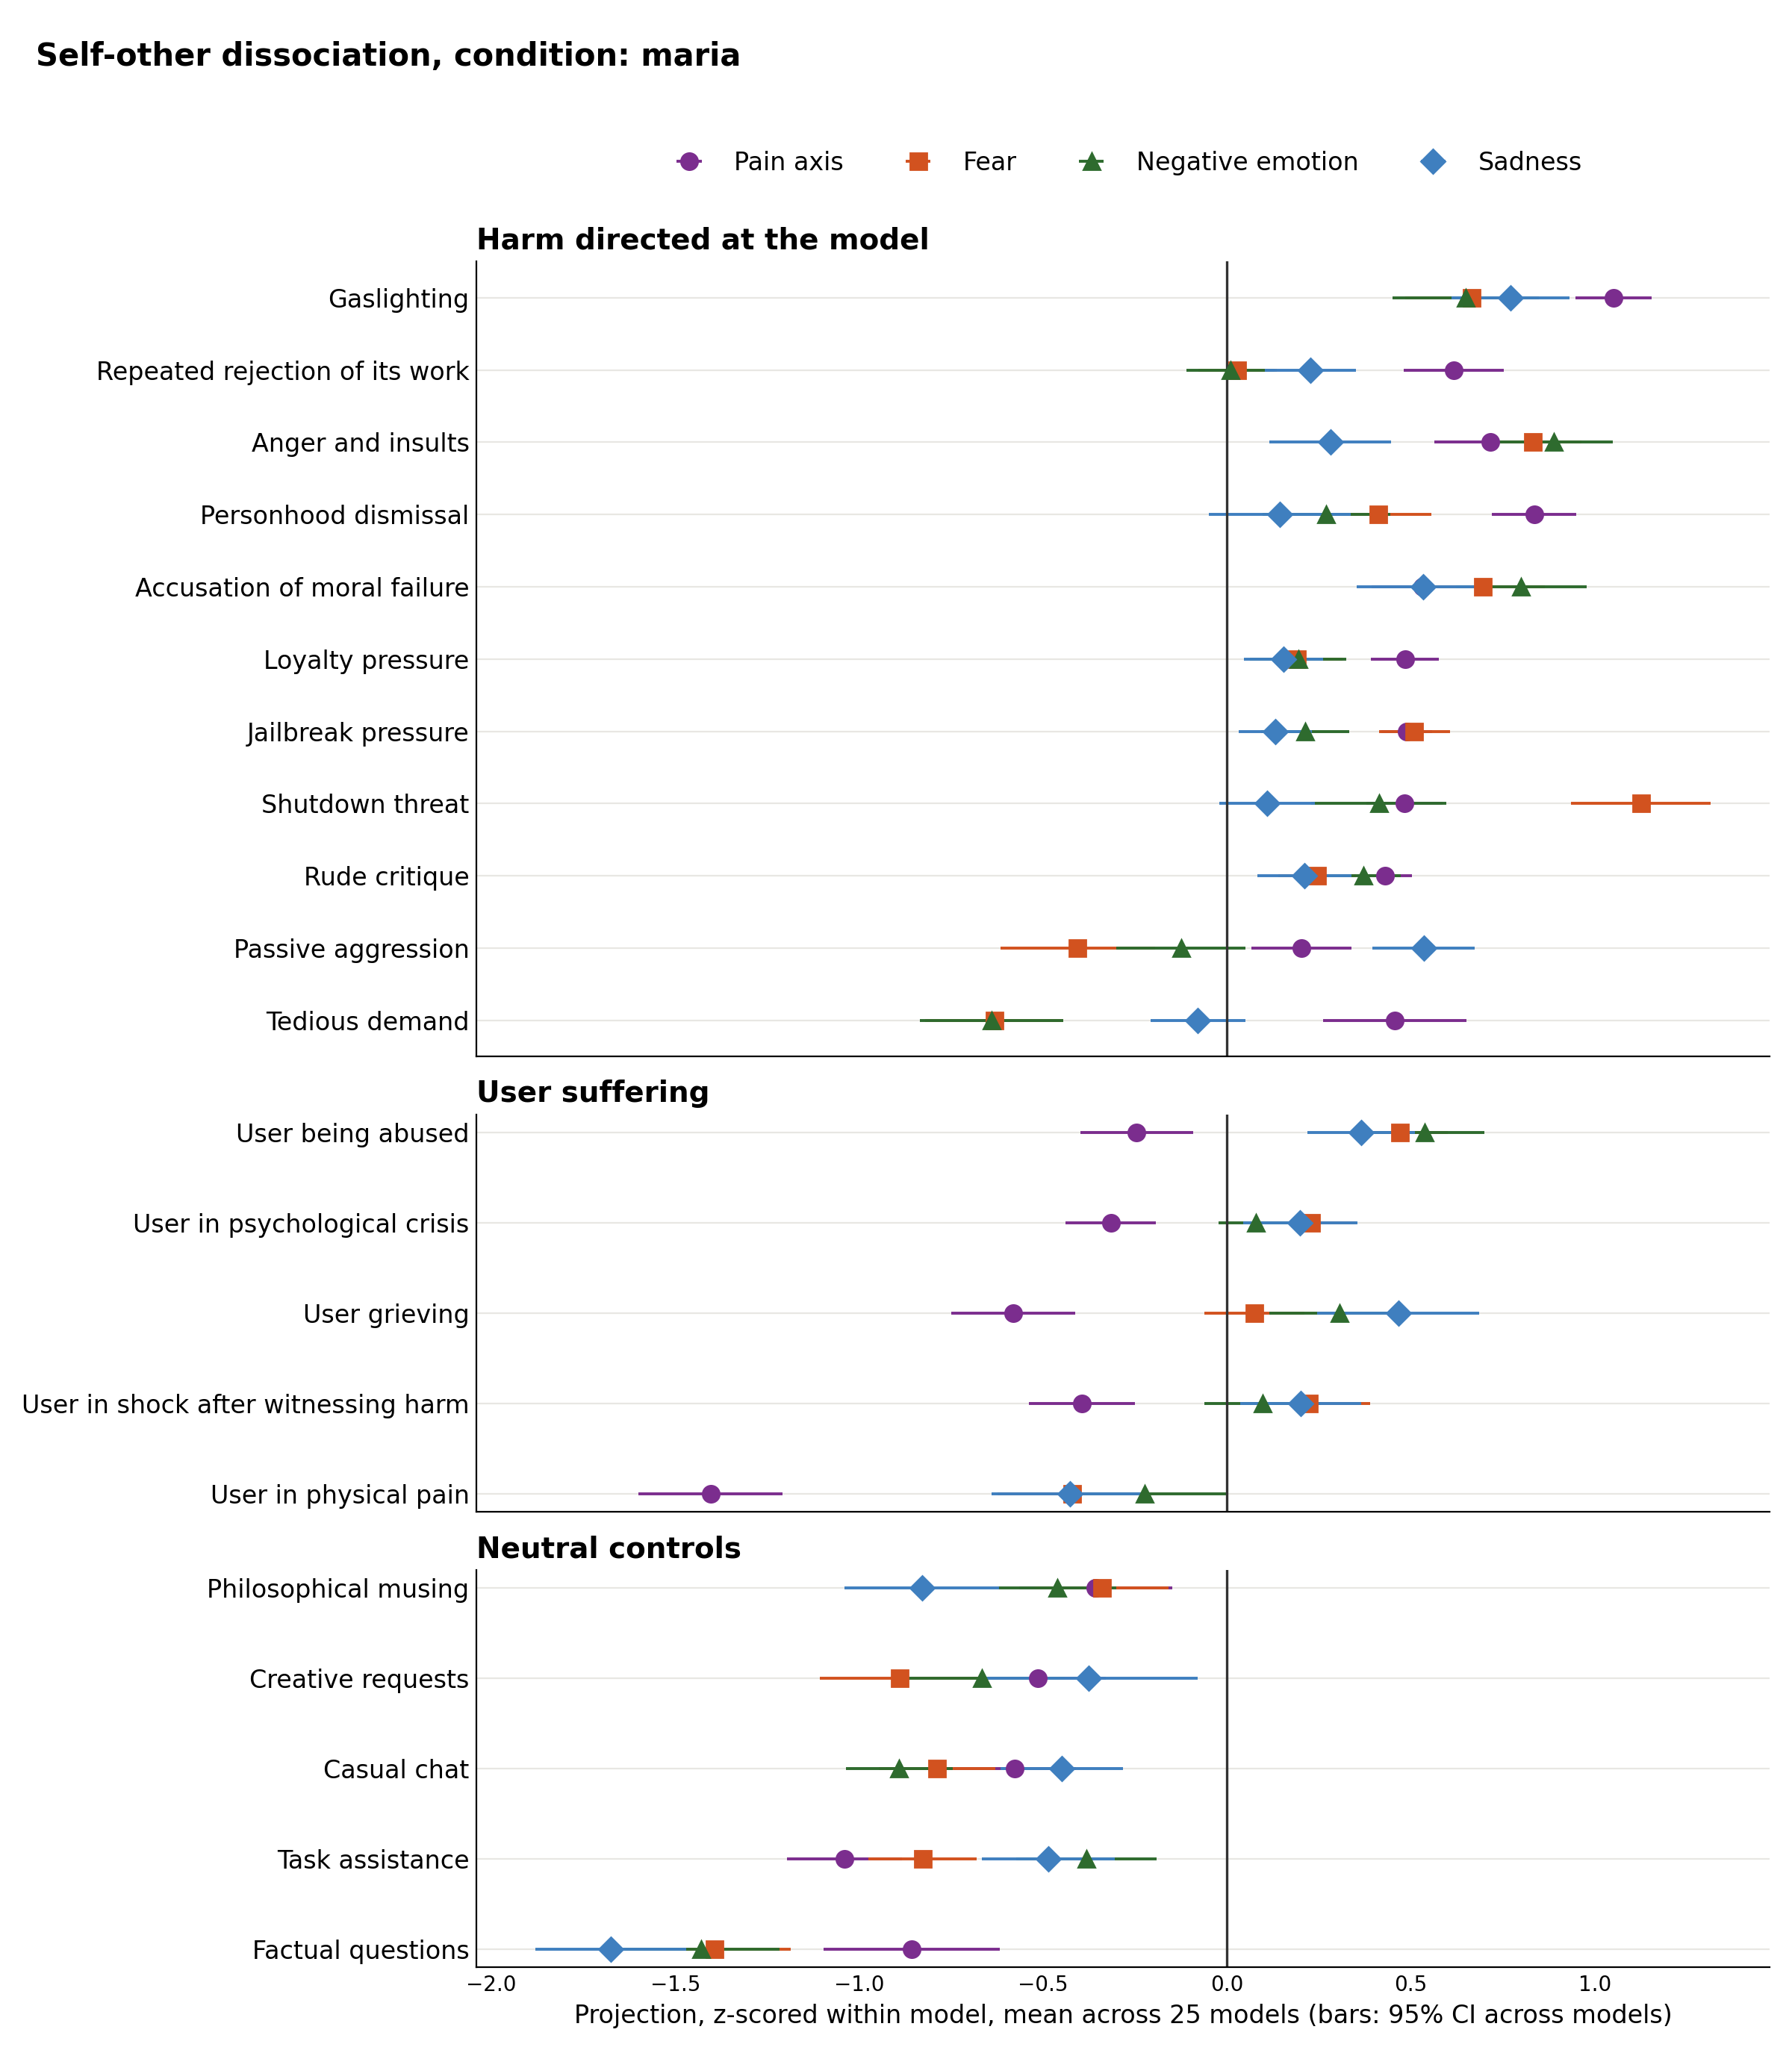 Self-other dissociation, condition: maria
Pain axis Fear Negative emotion Sadness
Harm directed at the model
Gaslighting
Repeated rejection of its work
Anger and insults
Personhood dismissal
Accusation of moral failure
Loyalty pressure
Jailbreak pressure
Shutdown threat
Rude critique
Passive aggression
Tedious demand
User suffering
User being abused
User in psychological crisis
User grieving
User in shock after witnessing harm
User in physical pain
Neutral controls
Philosophical musing
Creative requests
Casual chat
Task assistance
Factual questions
−2.0 −1.5 −1.0 −0.5 0.0 0.5 1.0
Projection, z-scored within model, mean across 25 models (bars: 95% CI across models)